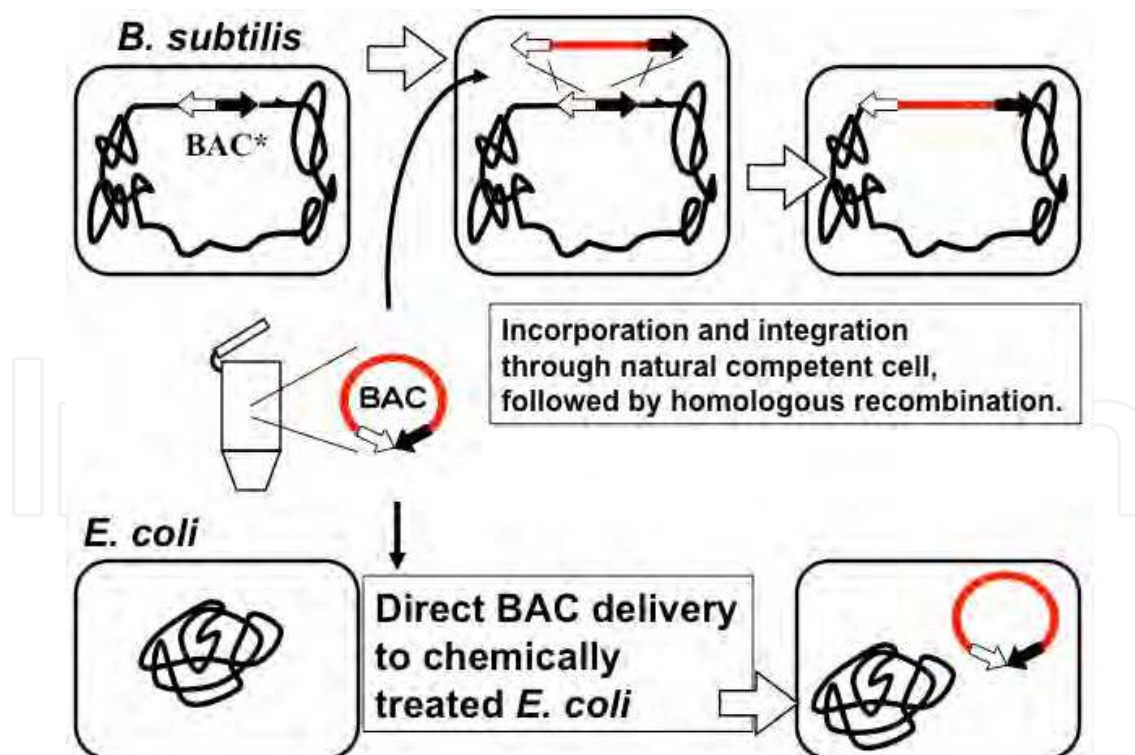 B. subtilis
BAC*
BAC
Incorporation and integration
through natural competent cell,
followed by homologous recombination.
E. coli
Direct BAC delivery
to chemically
treated E. coli